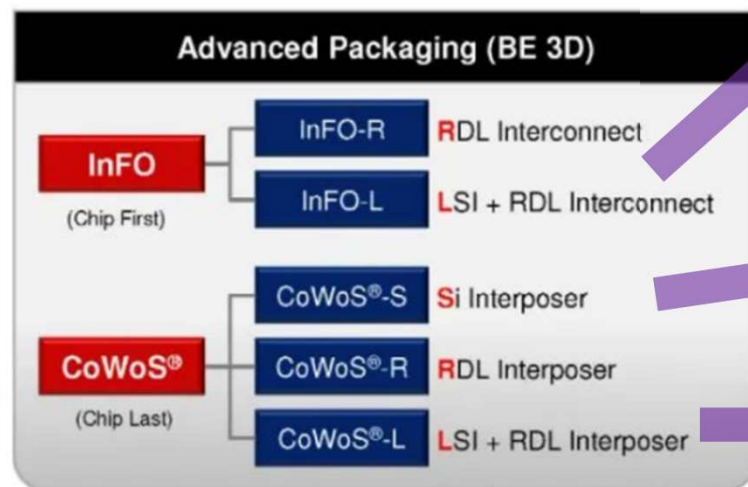 Advanced Packaging (BE 3D)
InFO
(Chip First)
InFO-R RDL Interconnect
InFO-L LSI + RDL Interconnect
CoWoS®
(Chip Last)
CoWoS®-S Si Interposer
CoWoS®-R RDL Interposer
CoWoS®-L LSI + RDL Interposer